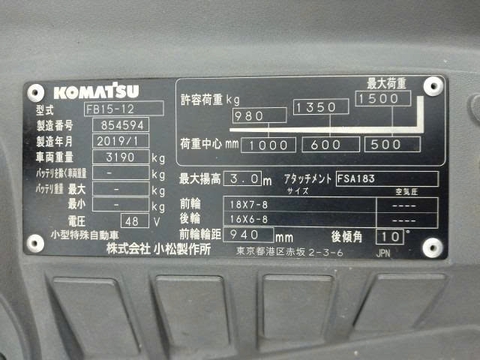 KOMATSU
型式 FB15-12
製造番号 854594
製造年月 2019/1
車両重量 3190 kg
バッテリを除く車両重量 - kg
バッテリ重量 最大 - kg
最小 - kg
電圧 48 V
小型特殊自動車
最大荷重
許容荷重 kg 980 1350 1500
荷重中心 mm 1000 600 500
最大揚高 3.0 m アタッチメント FSA183
サイズ 空気圧
前輪 18X7-8 ----
後輪 16X6-8 ----
前輪輪距 940 mm 後傾角 10°
株式会社 小松製作所 東京都港区赤坂 2-3-6 JPN